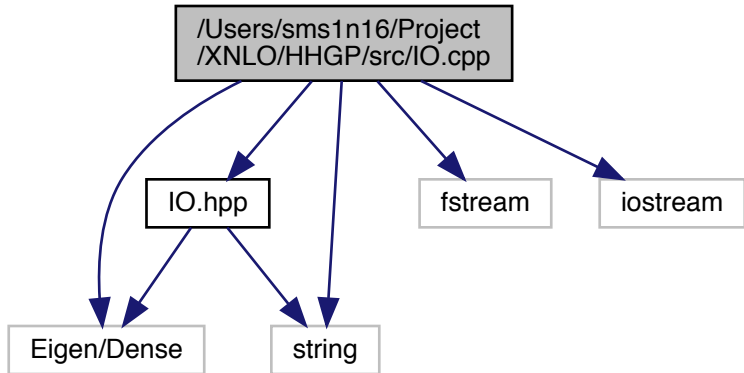 /Users/sms1n16/Project
/XNLO/HHGP/src/IO.cpp
IO.hpp
fstream
iostream
Eigen/Dense
string